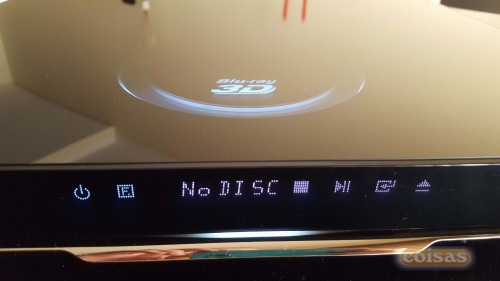 Blu-ray
3D
F.
No DISC
coisas